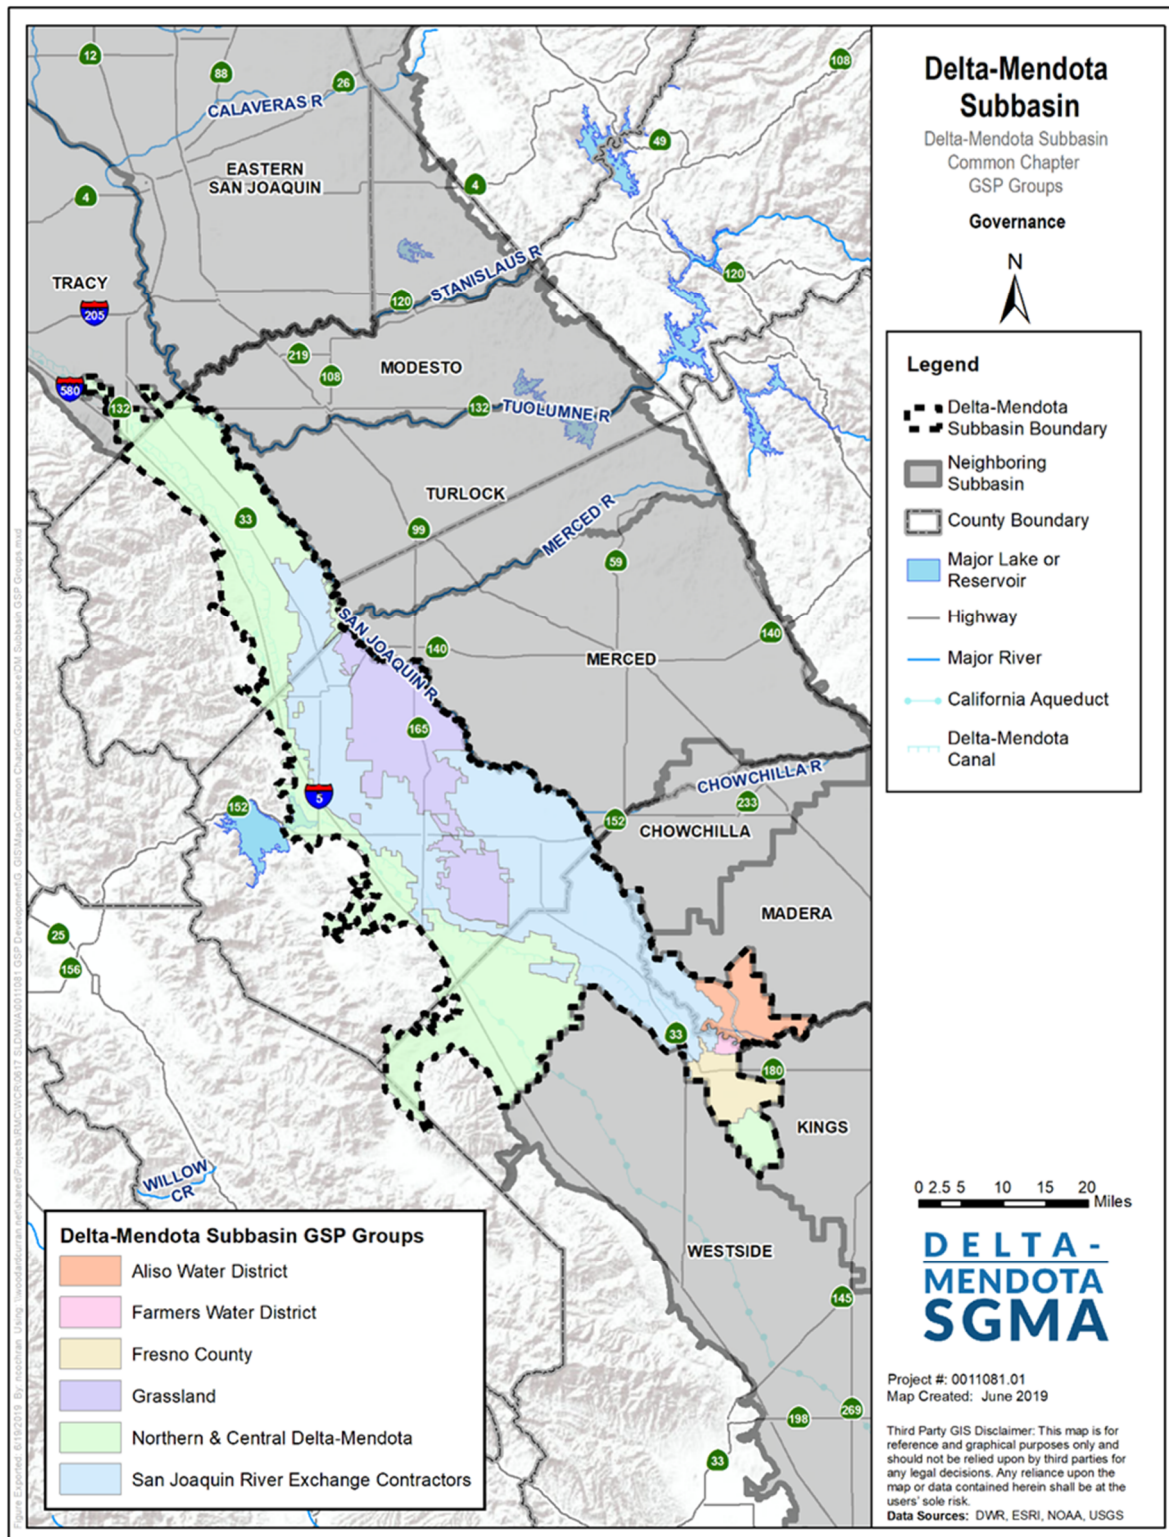 Delta-Mendota
Subbasin
Delta-Mendota Subbasin
Common Chapter
GSP Groups
Governance
N
Legend
Delta-Mendota
Subbasin Boundary
Neighboring
Subbasin
County Boundary
Major Lake or
Reservoir
Highway
Major River
California Aqueduct
Delta-Mendota
Canal
12
88
26
108
CALAVERAS R
49
EASTERN
SAN JOAQUIN
4
4
TRACY
205
STANISLAUS R
120
120
219
MODESTO
108
580
132
132
TUOLUMNE R
33
TURLOCK
99
MERCED R
59
SAN JOAQUIN R
140
140
MERCED
165
CHOWCHILLA R
5
152
233
152
CHOWCHILLA
MADERA
25
156
33
180
KINGS
WILLOW
CR
WESTSIDE
145
269
198
33
Delta-Mendota Subbasin GSP Groups
Aliso Water District
Farmers Water District
Fresno County
Grassland
Northern & Central Delta-Mendota
San Joaquin River Exchange Contractors
0 2.5 5 10 15 20
Miles
DELTA-
MENDOTA
SGMA
Project #: 0011081.01
Map Created: June 2019
Third Party GIS Disclaimer: This map is for
reference and graphical purposes only and
should not be relied upon by third parties for
any legal decisions. Any reliance upon the
map or data contained herein shall be at the
users' sole risk.
Data Sources: DWR, ESRI, NOAA, USGS